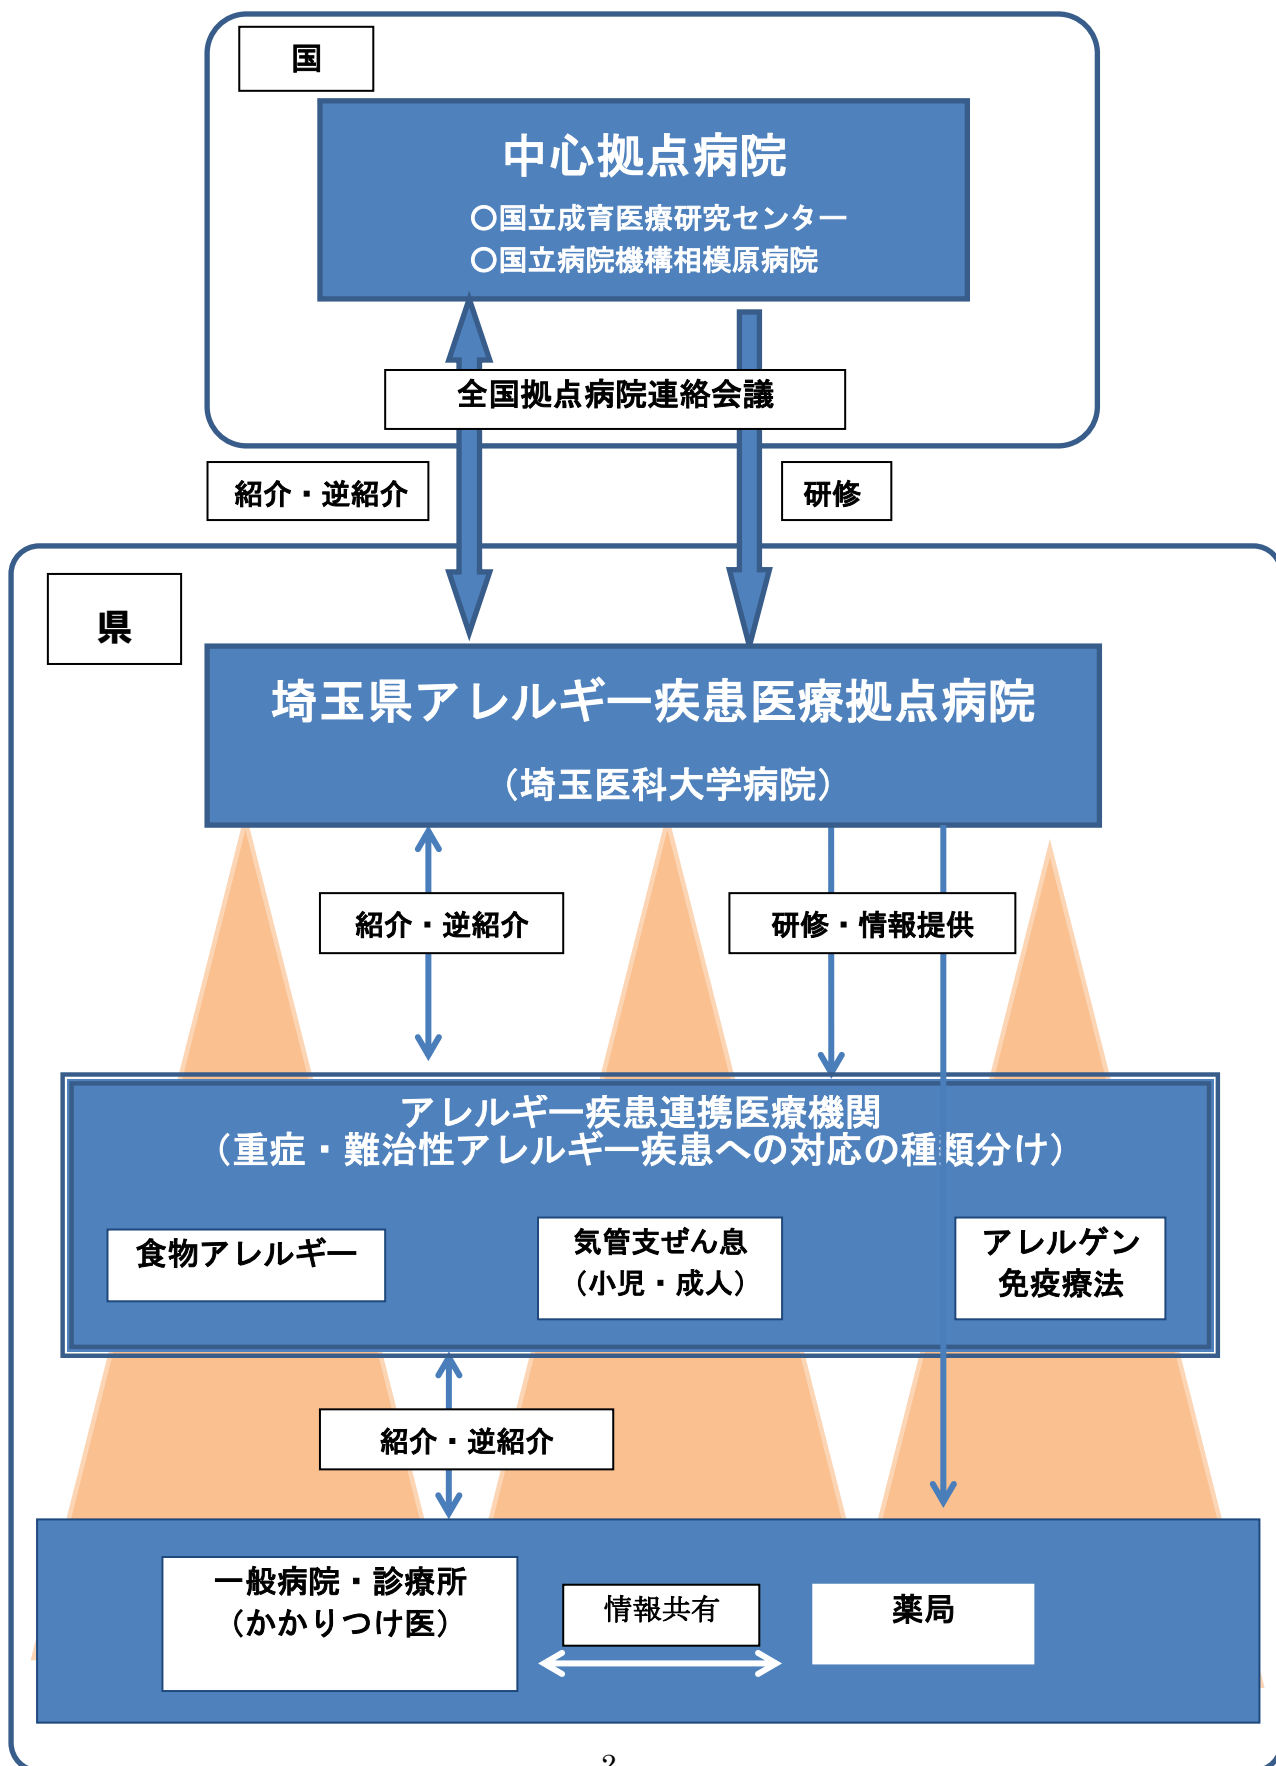 国
中心拠点病院
○国立成育医療研究センター
○国立病院機構相模原病院
全国拠点病院連絡会議
紹介・逆紹介
研修
県
埼玉県アレルギー疾患医療拠点病院
（埼玉医科大学病院）
紹介・逆紹介
研修・情報提供
アレルギー疾患連携医療機関
（重症・難治性アレルギー疾患への対応の種類分け）
食物アレルギー
気管支ぜん息
（小児・成人）
アレルゲン
免疫療法
紹介・逆紹介
一般病院・診療所
（かかりつけ医）
情報共有
薬局